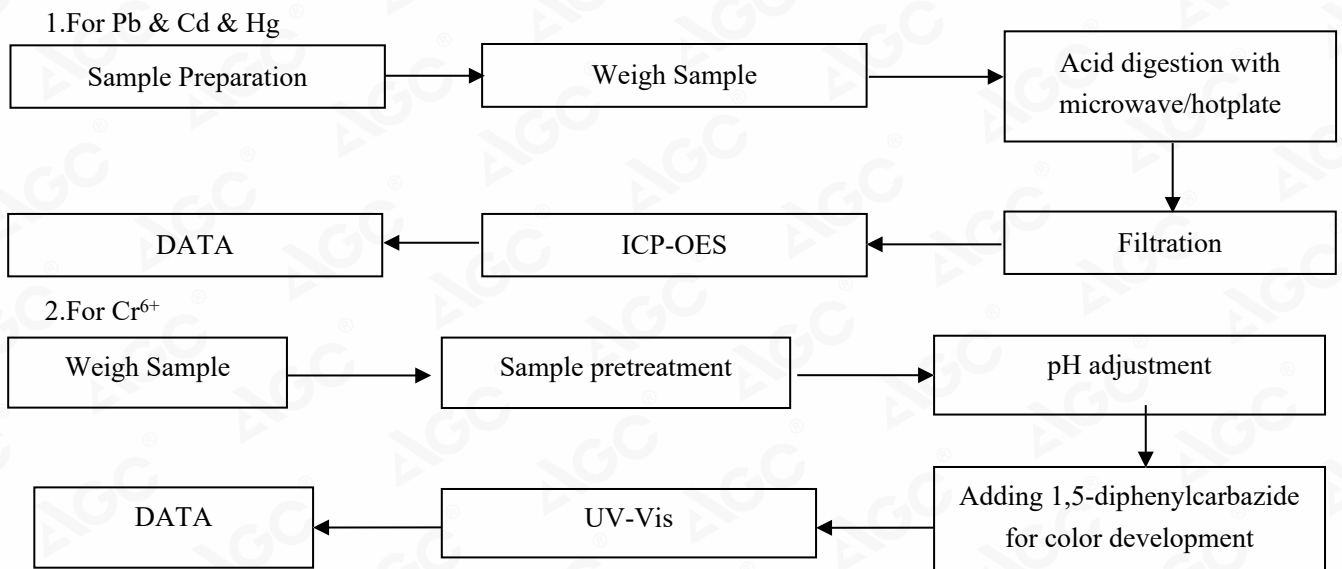 1.For Pb & Cd & Hg
Sample Preparation
Weigh Sample
Acid digestion with
microwave/hotplate
DATA
ICP-OES
Filtration
2.For Cr⁶⁺
Weigh Sample
Sample pretreatment
pH adjustment
DATA
UV-Vis
Adding 1,5-diphenylcarbazide
for color development